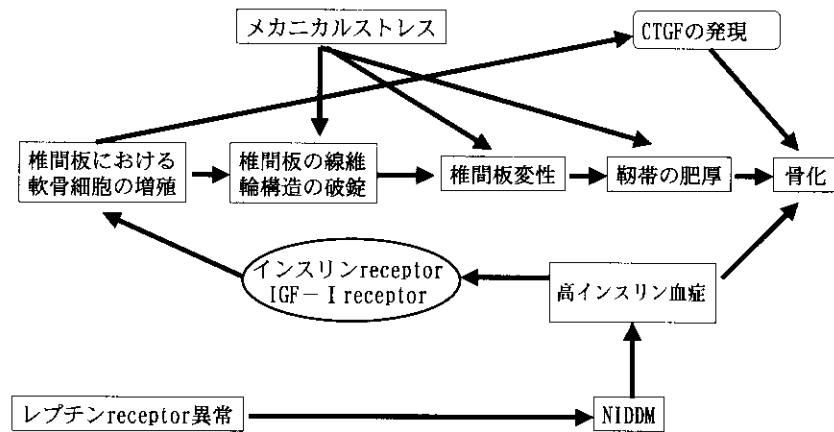 メカニカルストレス
CTGFの発現
椎間板における
軟骨細胞の増殖
椎間板の線維
輪構造の破錠
椎間板変性
靭帯の肥厚
骨化
インスリンreceptor
IGF－Ⅰreceptor
高インスリン血症
レプチンreceptor異常
NIDDM